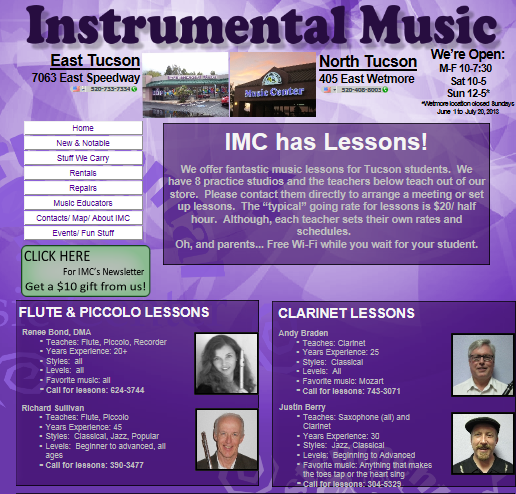 Instrumental Music
East Tucson
7063 East Speedway
520-733-7334
Music Center
North Tucson
405 East Wetmore
We're Open:
M-F 10-7:30
Sat 10-5
Sun 12-5*
*Wetmore location closed Sundays
June 1 to July 20, 2013
Home
New & Notable
Stuff We Carry
Rentals
Repairs
Music Educators
Contacts/ Map/ About IMC
Events/ Fun Stuff
CLICK HERE
For IMC's Newsletter
Get a $10 gift from us!
IMC has Lessons!
We offer fantastic music lessons for Tucson students. We
have 8 practice studios and the teachers below teach out of our
store. Please contact them directly to arrange a meeting or set
up lessons. The "typical" going rate for lessons is $20/ half
hour. Although, each teacher sets their own rates and
schedules.
Oh, and parents... Free Wi-Fi while you wait for your student.
FLUTE & PICCOLO LESSONS
Renee Bond, DMA
• Teaches: Flute, Piccolo, Recorder
• Years Experience: 20+
• Styles: all
• Levels: all
• Favorite music: all
• Call for lessons: 624-3744
Richard Sullivan
• Teaches: Flute, Piccolo
• Years Experience: 45
• Styles: Classical, Jazz, Popular
• Levels: Beginner to advanced, all
ages
• Call for lessons: 390-3477
CLARINET LESSONS
Andy Braden
• Teaches: Clarinet
• Years Experience: 25
• Styles: Classical
• Levels: All
• Favorite music: Mozart
• Call for lessons: 743-3071
Justin Berry
• Teaches: Saxophone (all) and
Clarinet
• Years Experience: 30
• Styles: Jazz, Classical
• Levels: Beginning to Advanced
• Favorite music: Anything that makes
the toes tap or the heart sing
• Call for lessons: 304-5329